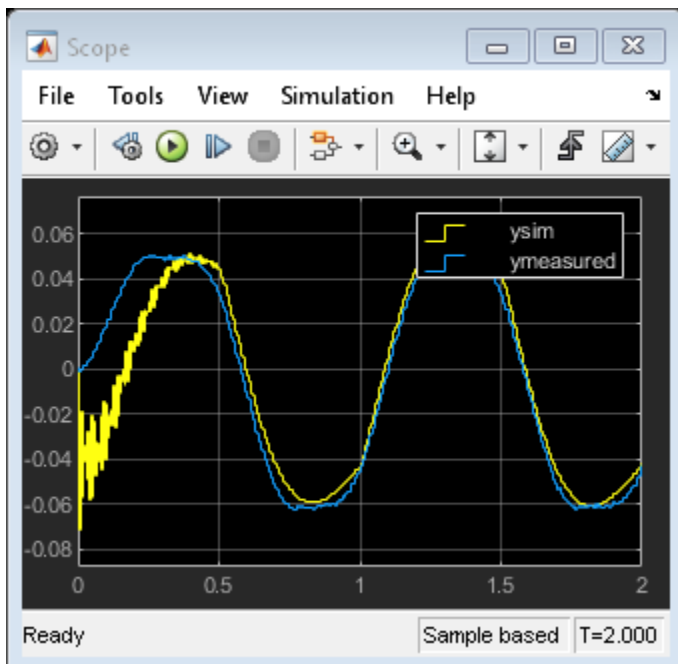 Scope
File Tools View Simulation Help
ysim
ymeasured
0.06
0.04
0.02
0
-0.02
-0.04
-0.06
-0.08
0 0.5 1 1.5 2
Ready Sample based T=2.000